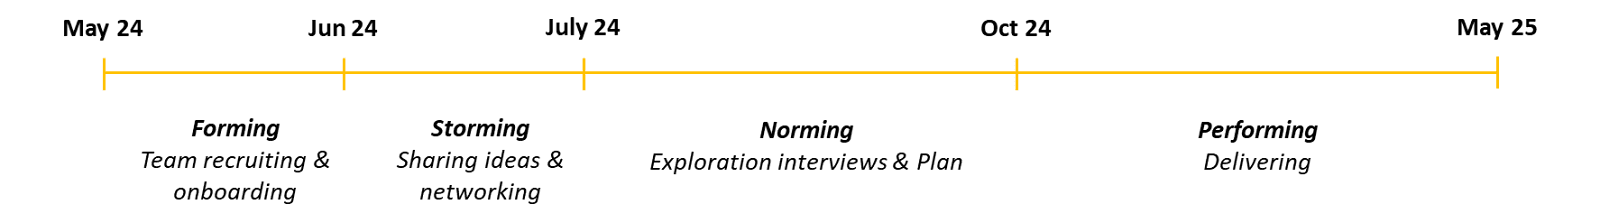 May 24
Jun 24
July 24
Oct 24
May 25
Forming
Team recruiting &
onboarding
Storming
Sharing ideas &
networking
Norming
Exploration interviews & Plan
Performing
Delivering